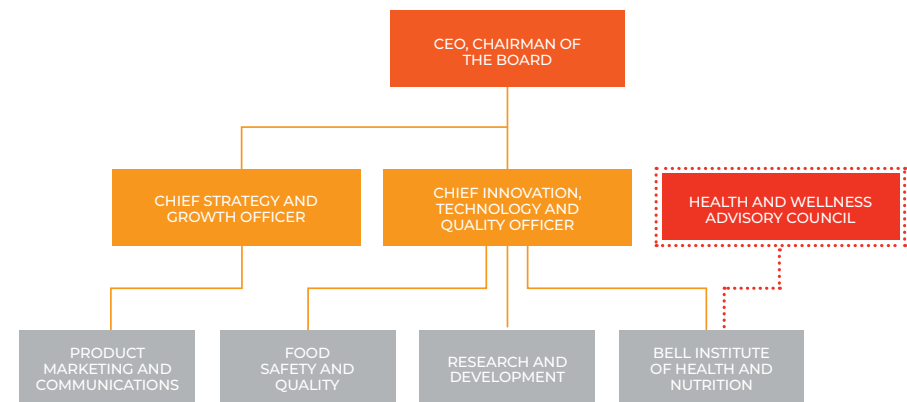 CEO, CHAIRMAN OF
THE BOARD
CHIEF STRATEGY AND
GROWTH OFFICER
CHIEF INNOVATION,
TECHNOLOGY AND
QUALITY OFFICER
HEALTH AND WELLNESS
ADVISORY COUNCIL
PRODUCT
MARKETING AND
COMMUNICATIONS
FOOD
SAFETY AND
QUALITY
RESEARCH AND
DEVELOPMENT
BELL INSTITUTE
OF HEALTH AND
NUTRITION